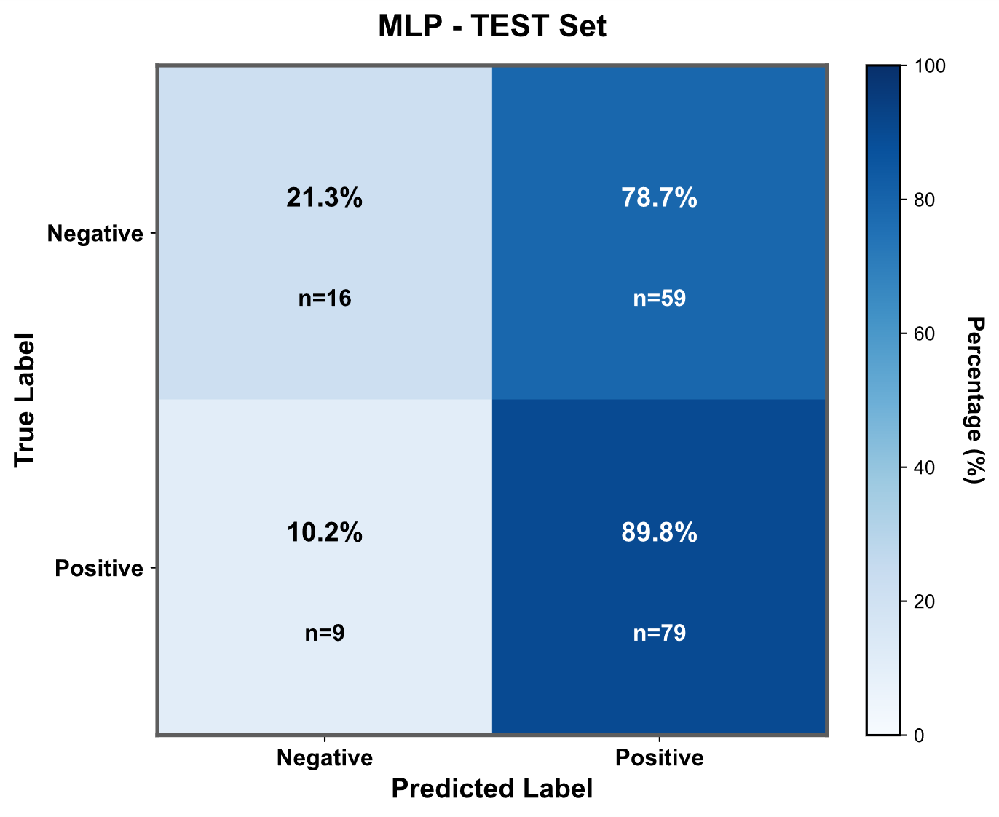 MLP - TEST Set
True Label
Negative
Positive
21.3%
78.7%
n=16
n=59
10.2%
89.8%
n=9
n=79
Negative
Positive
Predicted Label
100
80
60
40
20
0
Percentage (%)